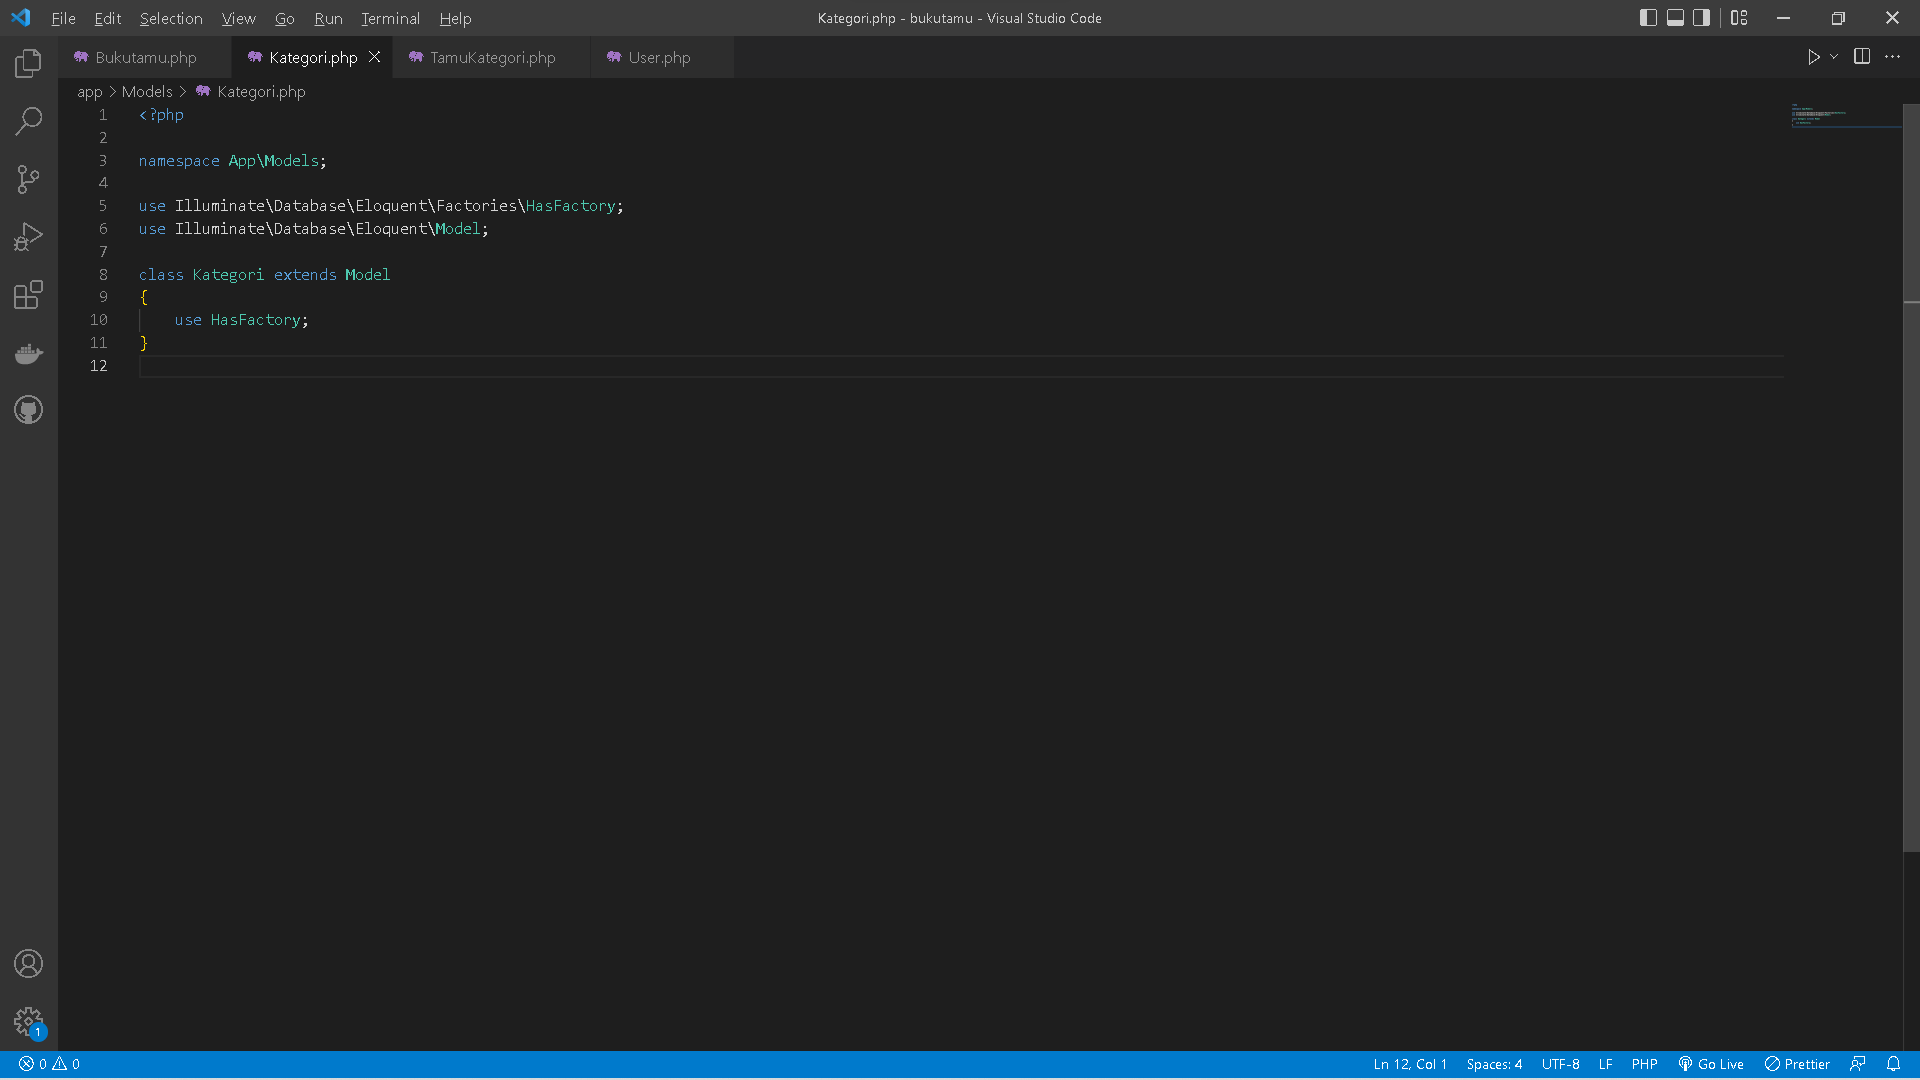 File Edit Selection View Go Run Terminal Help
Kategori.php - bukutamu - Visual Studio Code
Bukutamu.php
Kategori.php
TamuKategori.php
User.php
app > Models > Kategori.php
1 <?php
2
3 namespace App\Models;
4
5 use Illuminate\Database\Eloquent\Factories\HasFactory;
6 use Illuminate\Database\Eloquent\Model;
7
8 class Kategori extends Model
9 {
10 use HasFactory;
11 }
12
1
0 0
Ln 12, Col 1 Spaces: 4 UTF-8 LF PHP Go Live Prettier